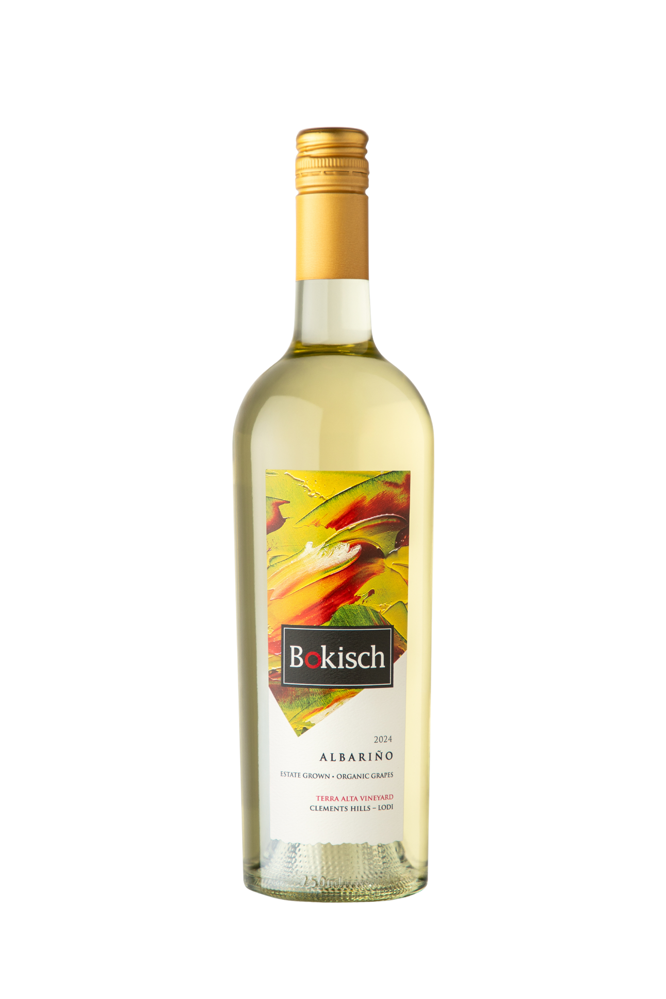 Bokisch
2024
ALBARIÑO
ESTATE GROWN • ORGANIC GRAPES
TERRA ALTA VINEYARD
CLEMENTS HILLS – LODI
750ml